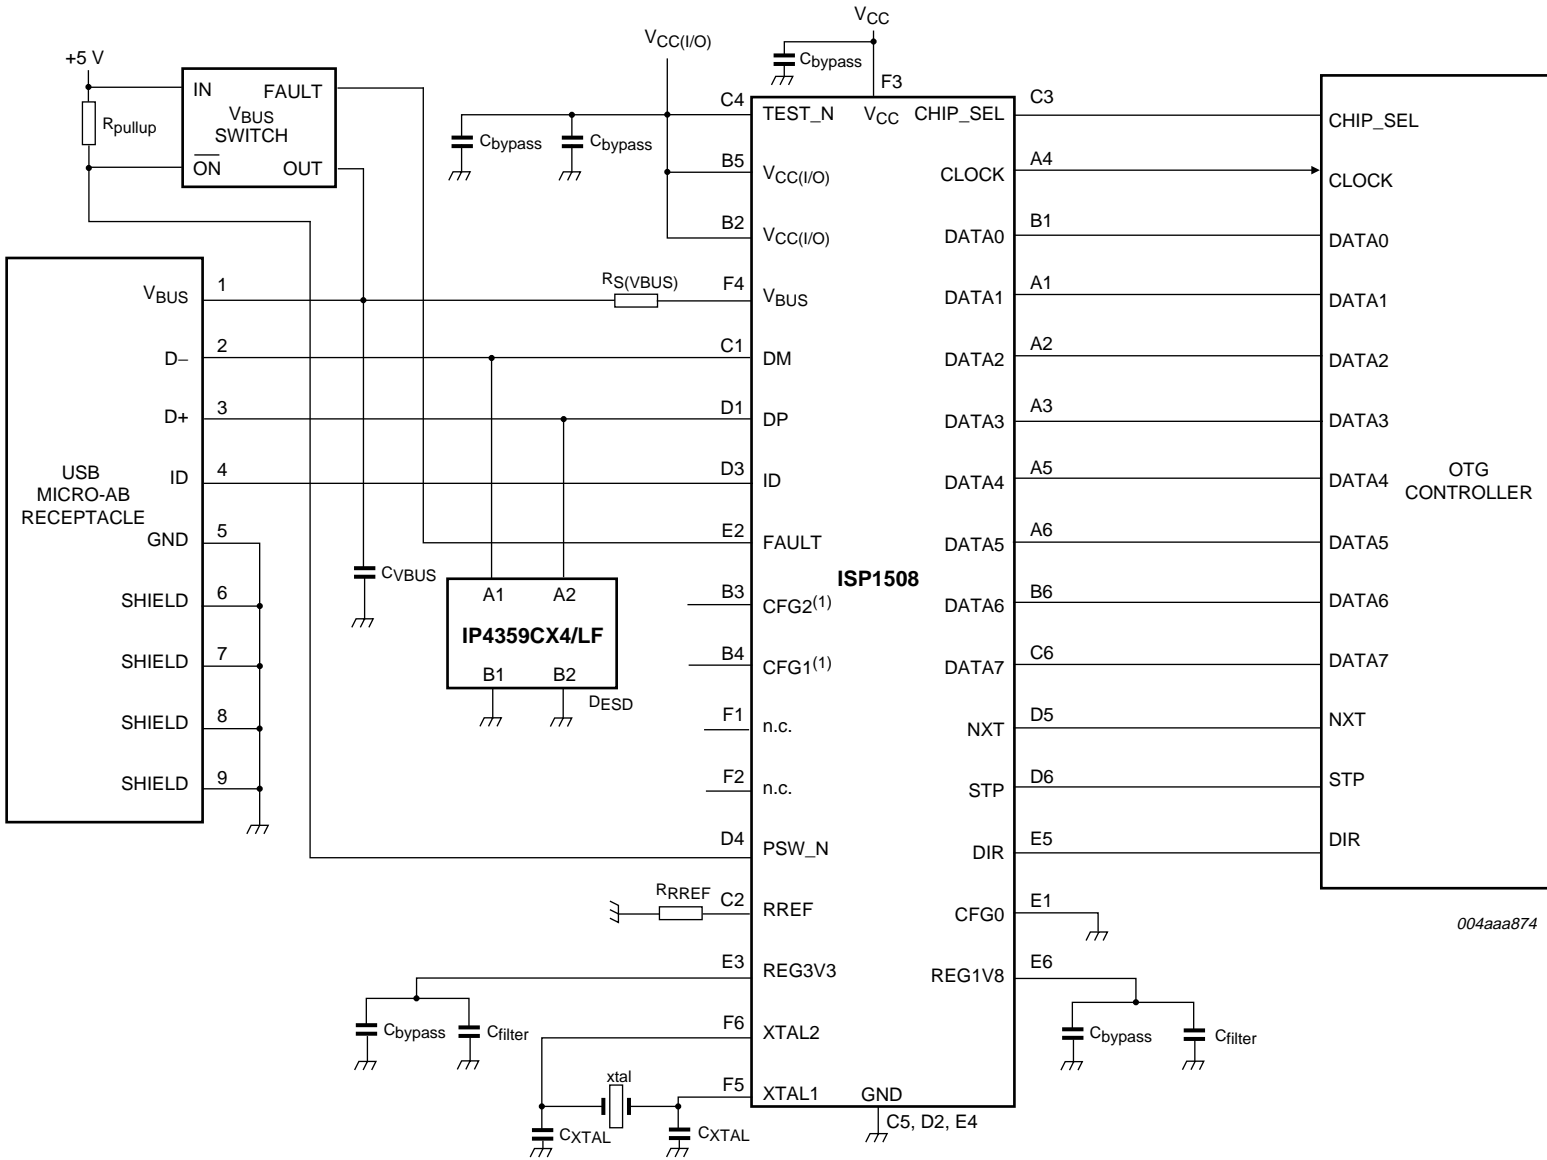 VCC
VCC(I/O)
+5 V
Cbypass
IN
FAULT
VBUS
SWITCH
ON
OUT
Rpullup
Cbypass
Cbypass
F3
VCC
C4
TEST_N
B5
VCC(I/O)
B2
VCC(I/O)
RS(VBUS)
F4
VBUS
C1
DM
D1
DP
D3
ID
E2
FAULT
B3
CFG2(1)
B4
CFG1(1)
F1
n.c.
F2
n.c.
D4
PSW_N
RRREF
C2
RREF
E3
REG3V3
F6
XTAL2
F5
XTAL1
GND
C5, D2, E4
ISP1508
CHIP_SEL
C3
CHIP_SEL
CLOCK
A4
CLOCK
DATA0
B1
DATA0
DATA1
A1
DATA1
DATA2
A2
DATA2
DATA3
A3
DATA3
DATA4
A5
DATA4
DATA5
A6
DATA5
DATA6
B6
DATA6
DATA7
C6
DATA7
NXT
D5
NXT
STP
D6
STP
DIR
E5
DIR
CFG0
E1
REG1V8
E6
Cbypass
Cfilter
OTG
CONTROLLER
004aaa874
USB
MICRO-AB
RECEPTACLE
VBUS
1
D−
2
D+
3
ID
4
GND
5
SHIELD
6
SHIELD
7
SHIELD
8
SHIELD
9
CVBUS
A1
A2
IP4359CX4/LF
B1
B2
DESD
Cbypass
Cfilter
xtal
CXTAL
CXTAL